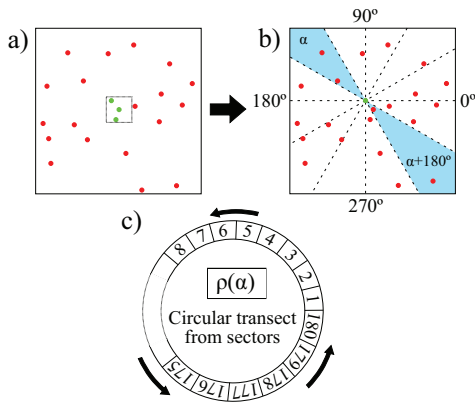 a)
b)
90º
α
180º
0º
α+180º
270º
c)
8 7 6 5 4 3 2 1 180 179 178 177 176 175
ρ(α)
Circular transect
from sectors